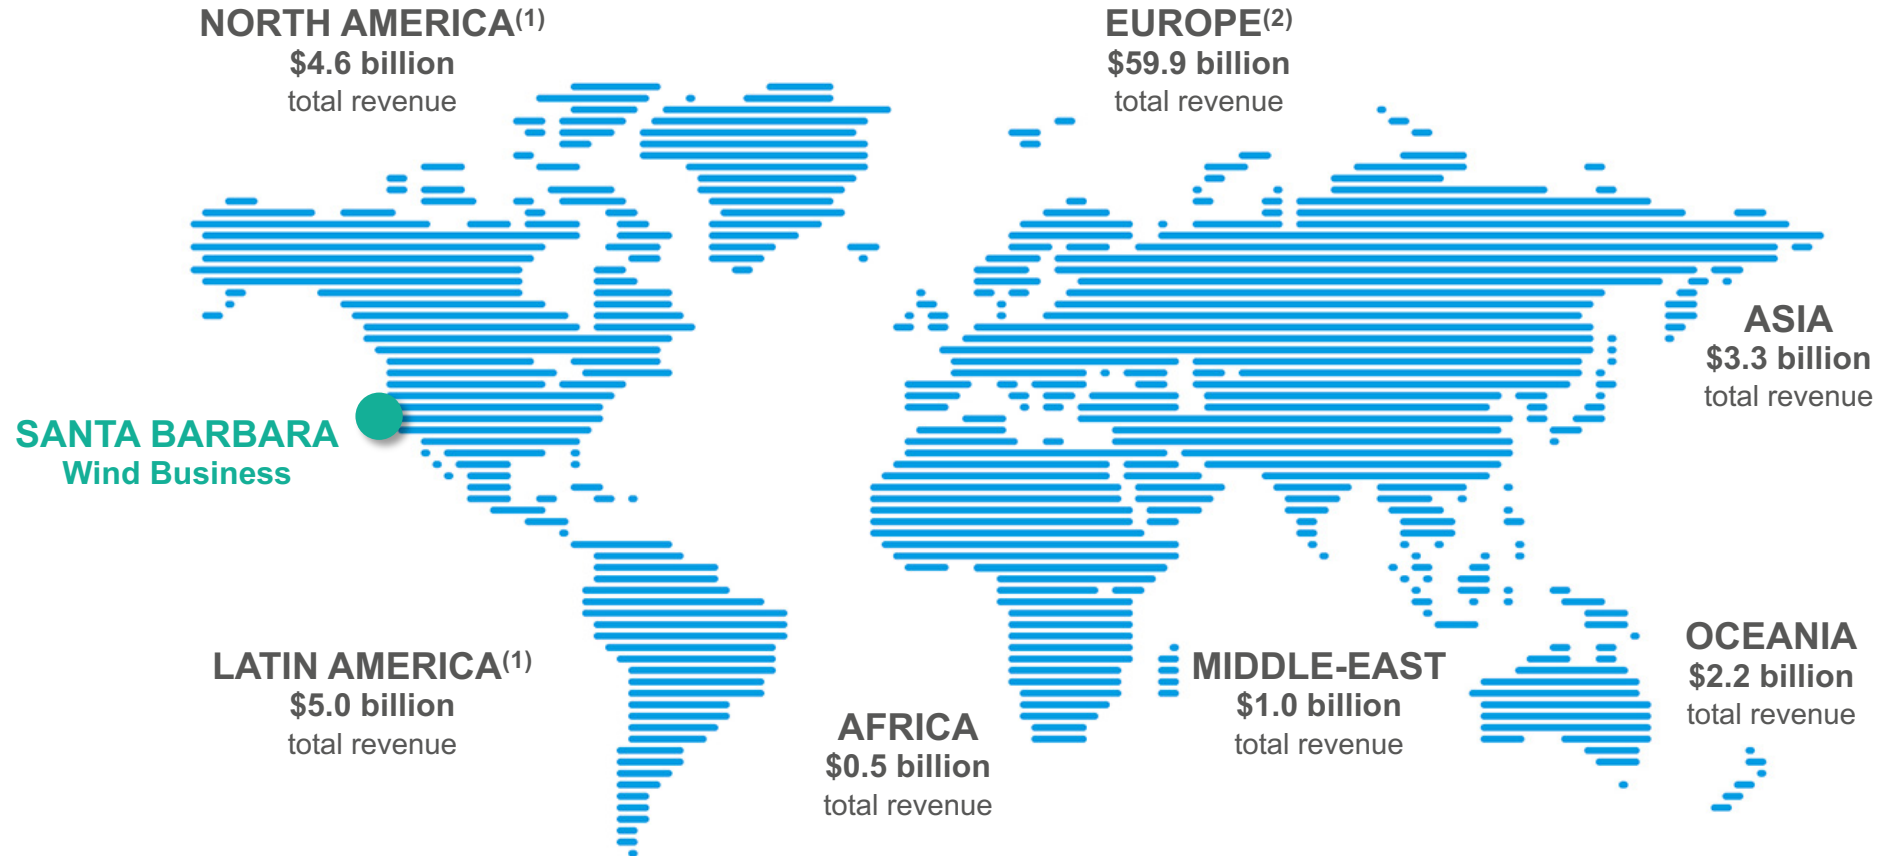 NORTH AMERICA(1)
$4.6 billion
total revenue
EUROPE(2)
$59.9 billion
total revenue
ASIA
$3.3 billion
total revenue
SANTA BARBARA
Wind Business
LATIN AMERICA(1)
$5.0 billion
total revenue
AFRICA
$0.5 billion
total revenue
MIDDLE-EAST
$1.0 billion
total revenue
OCEANIA
$2.2 billion
total revenue